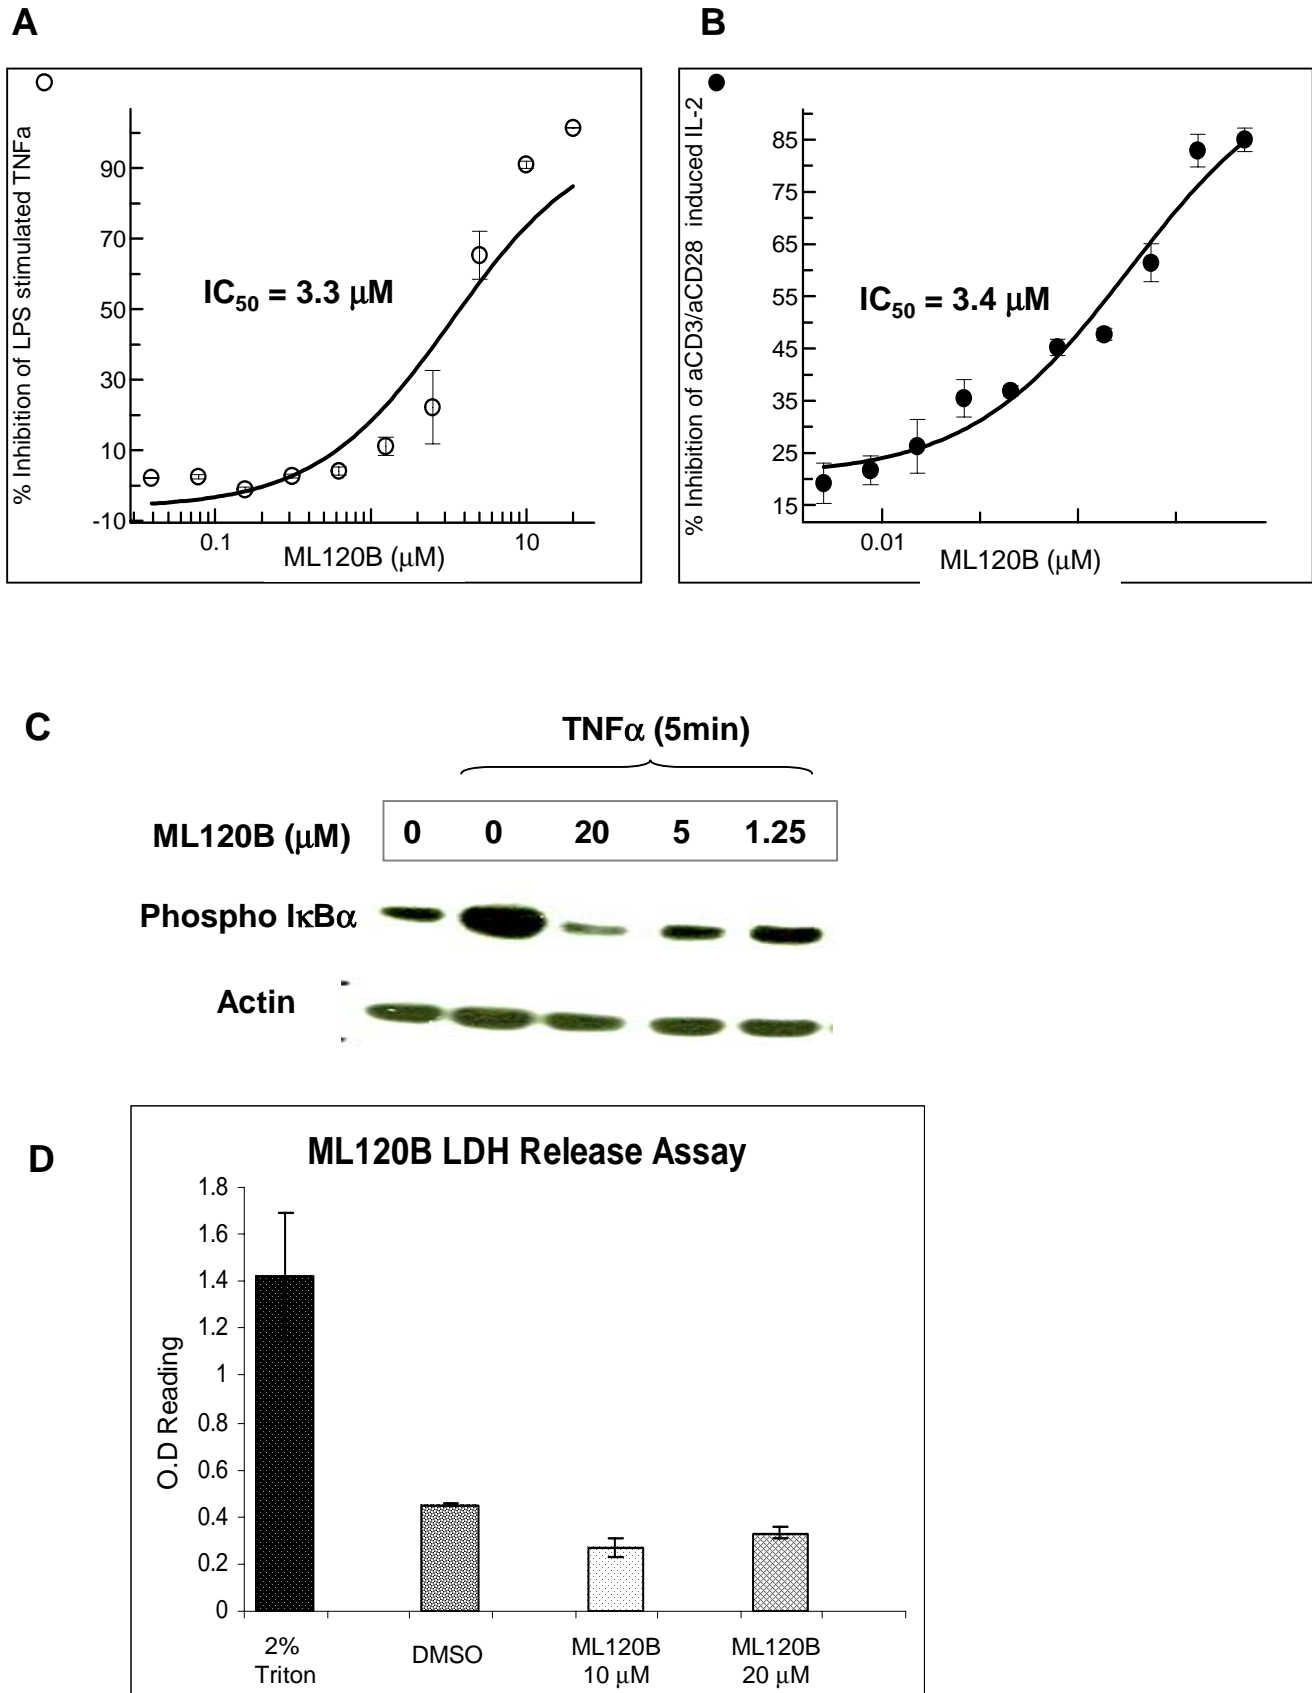 A
% Inhibition of LPS stimulated TNFa
90
70
50
30
10
-10
IC50 = 3.3 μM
0.1
10
ML120B (μM)
B
% Inhibition of aCD3/aCD28 induced IL-2
85
75
65
55
45
35
25
15
IC50 = 3.4 μM
0.01
ML120B (μM)
C
TNFα (5min)
ML120B (μM) 0 0 20 5 1.25
Phospho IκBα
Actin
D
ML120B LDH Release Assay
O.D Reading
1.8
1.6
1.4
1.2
1
0.8
0.6
0.4
0.2
0
2% Triton
DMSO
ML120B 10 μM
ML120B 20 μM